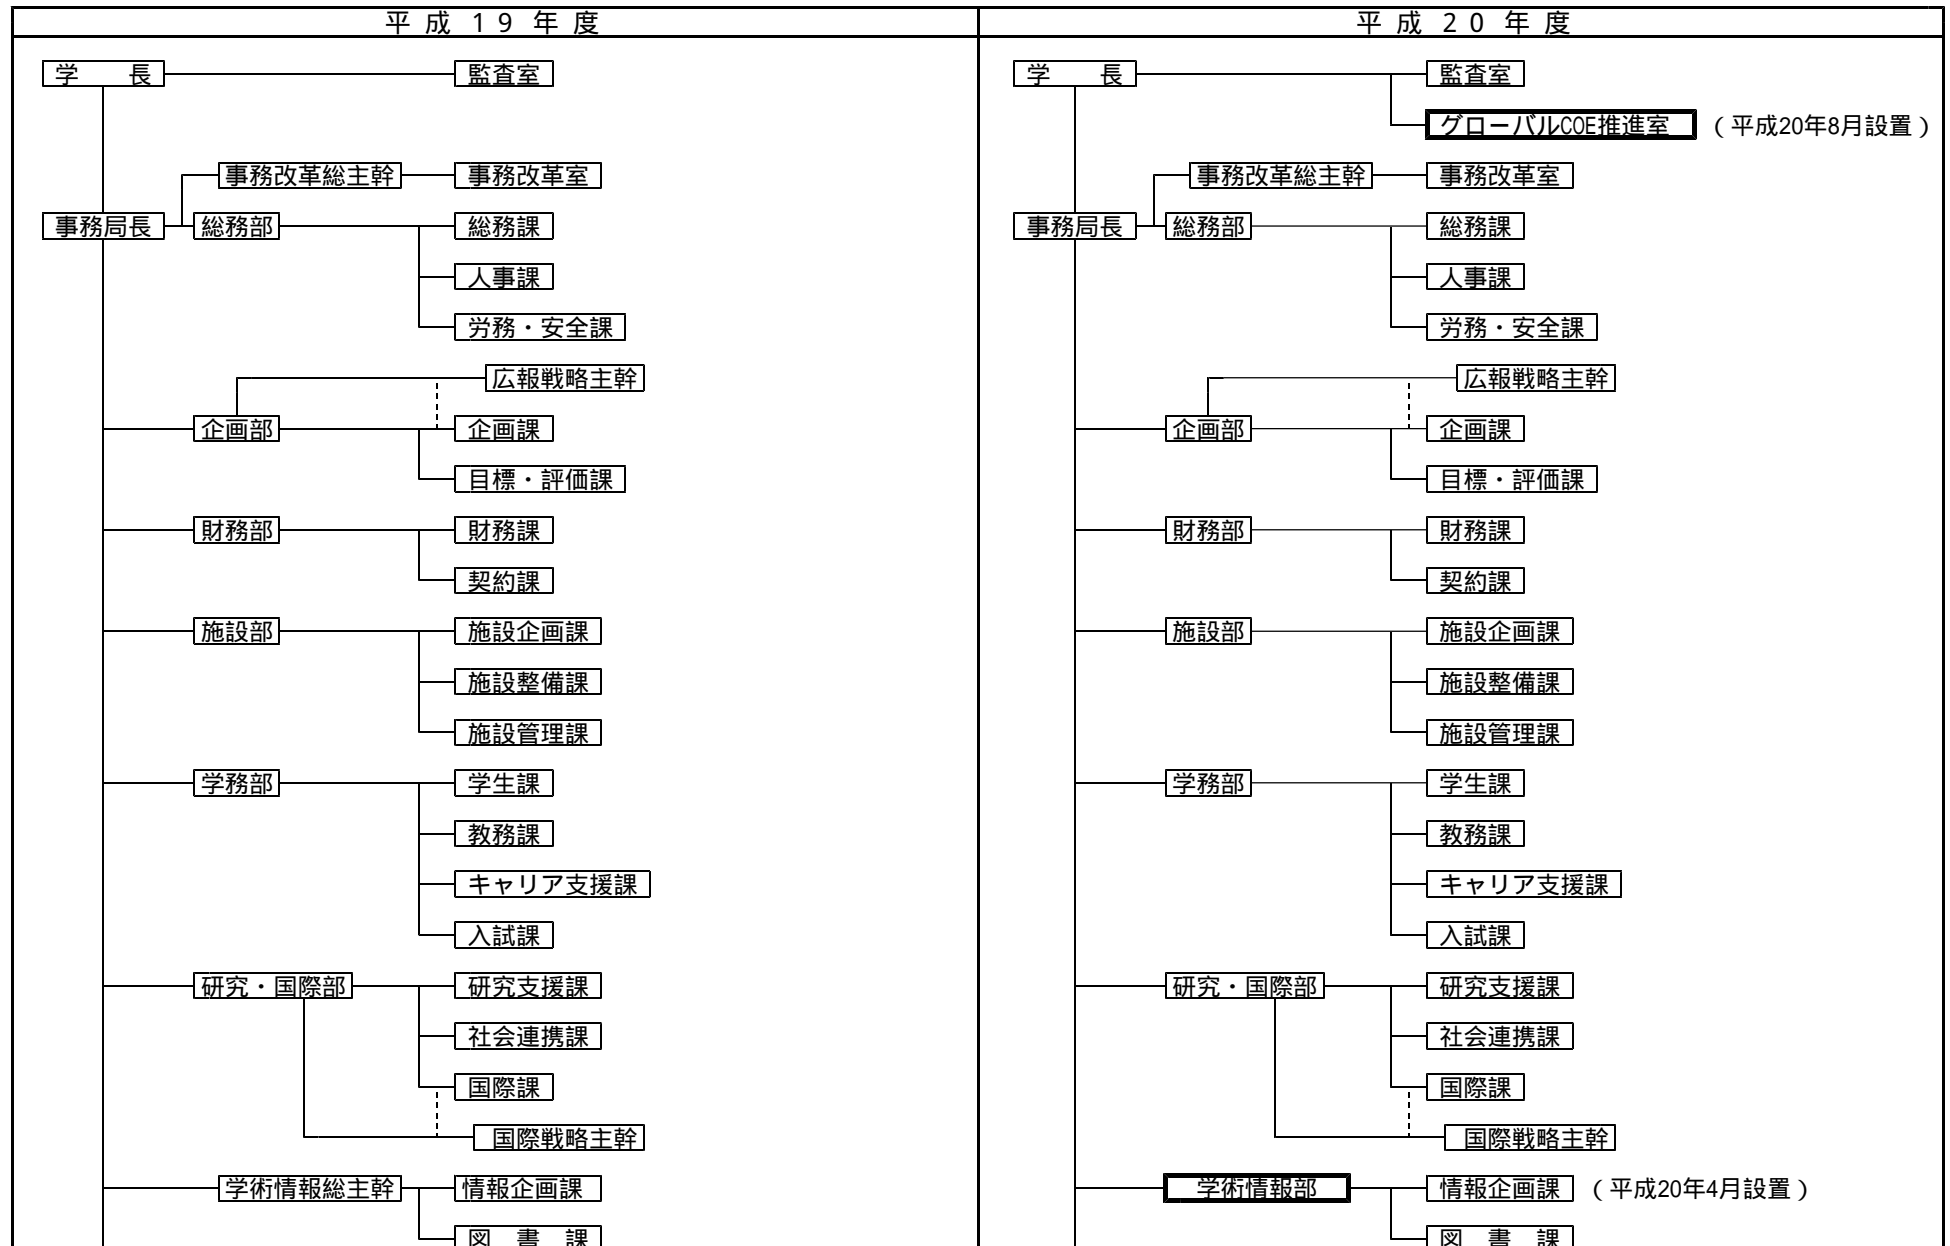 平成19年度
学　　長　監査室
事務改革総主幹　事務改革室
事務局長　総務部　総務課
人事課
労務・安全課
広報戦略主幹
企画部　企画課
目標・評価課
財務部　財務課
契約課
施設部　施設企画課
施設整備課
施設管理課
学務部　学生課
教務課
キャリア支援課
入試課
研究・国際部　研究支援課
社会連携課
国際課
国際戦略主幹
学術情報総主幹　情報企画課
図　書　課
平成20年度
学　　長　監査室
グローバルCOE推進室　（平成20年8月設置）
事務改革総主幹　事務改革室
事務局長　総務部　総務課
人事課
労務・安全課
広報戦略主幹
企画部　企画課
目標・評価課
財務部　財務課
契約課
施設部　施設企画課
施設整備課
施設管理課
学務部　学生課
教務課
キャリア支援課
入試課
研究・国際部　研究支援課
社会連携課
国際課
国際戦略主幹
学術情報部　情報企画課　（平成20年4月設置）
図　書　課